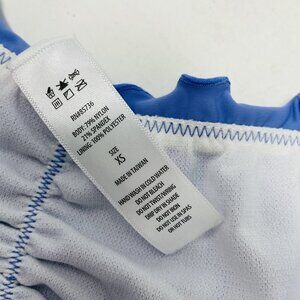 RN#85736
BODY: 79% NYLON
21% SPANDEX
LINING: 100% POLYESTER
SIZE:
XS
MADE IN TAIWAN
HAND WASH IN COLD WATER
DO NOT BLEACH
DO NOT TWIST/WRING
DRIP DRY IN SHADE
DO NOT IRON
DO NOT USE IN SPAS
OR HOT TUBS